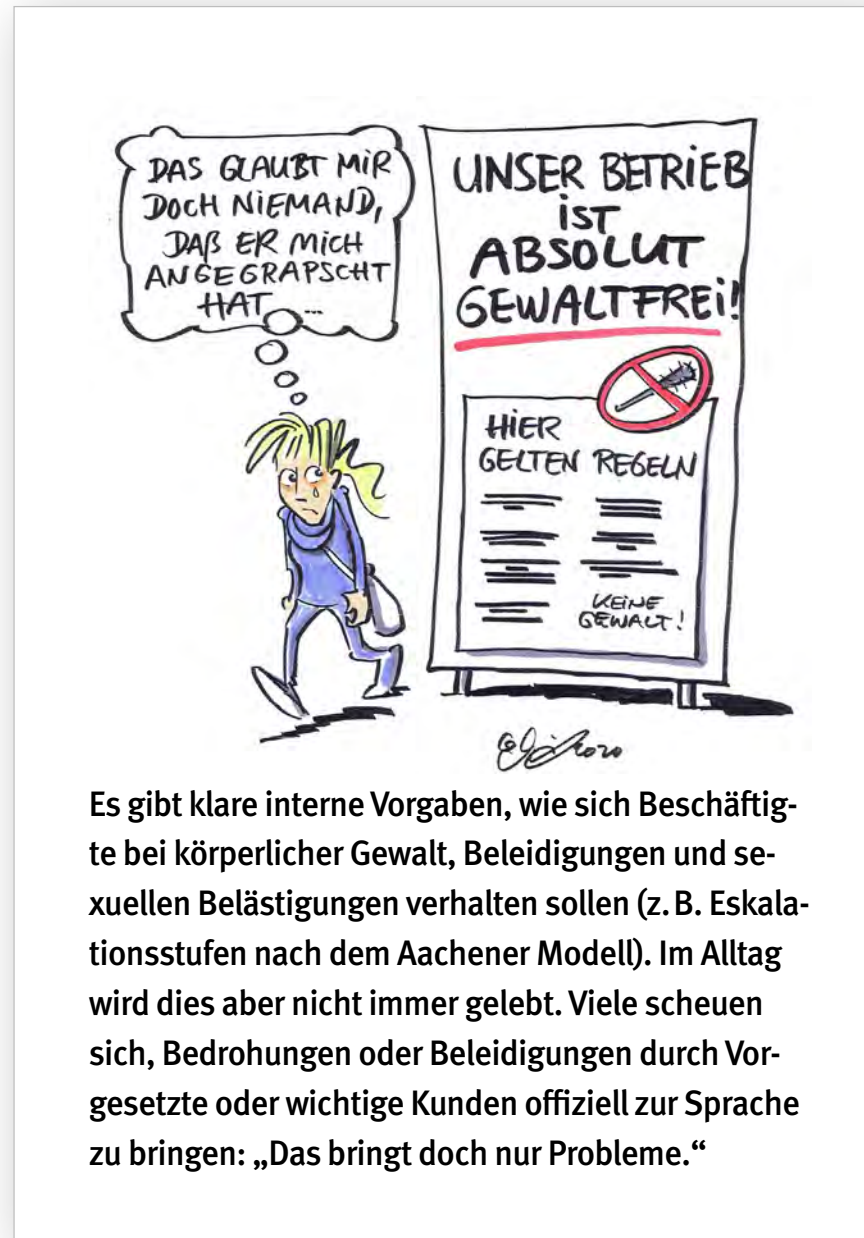 DAS GLAUBT MIR
DOCH NIEMAND,
DAß ER MICH
ANGEGRAPSCHT
HAT ...
UNSER BETRIEB
IST
ABSOLUT
GEWALTFREI!
HIER
GELTEN REGELN
KEINE
GEWALT!
Es gibt klare interne Vorgaben, wie sich Beschäftig-
te bei körperlicher Gewalt, Beleidigungen und se-
xuellen Belästigungen verhalten sollen (z. B. Eskala-
tionsstufen nach dem Aachener Modell). Im Alltag
wird dies aber nicht immer gelebt. Viele scheuen
sich, Bedrohungen oder Beleidigungen durch Vor-
gesetzte oder wichtige Kunden offiziell zur Sprache
zu bringen: „Das bringt doch nur Probleme.“